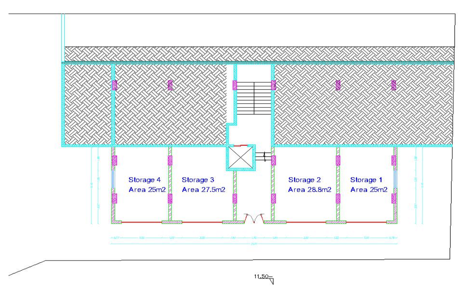 Storage 4
Area 25m2
Storage 3
Area 27.5m2
Storage 2
Area 28.8m2
Storage 1
Area 25m2
11.50